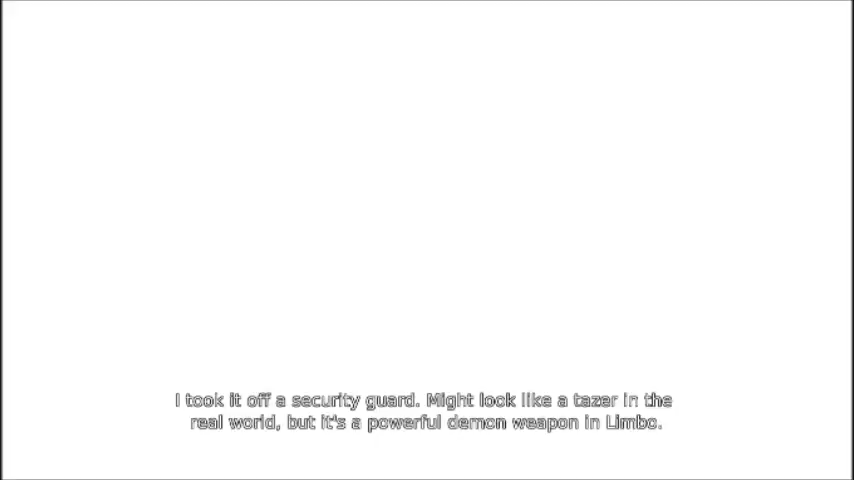 I took it off a security guard. Might look like a tazer in the
real world, but it's a powerful demon weapon in Limbo.